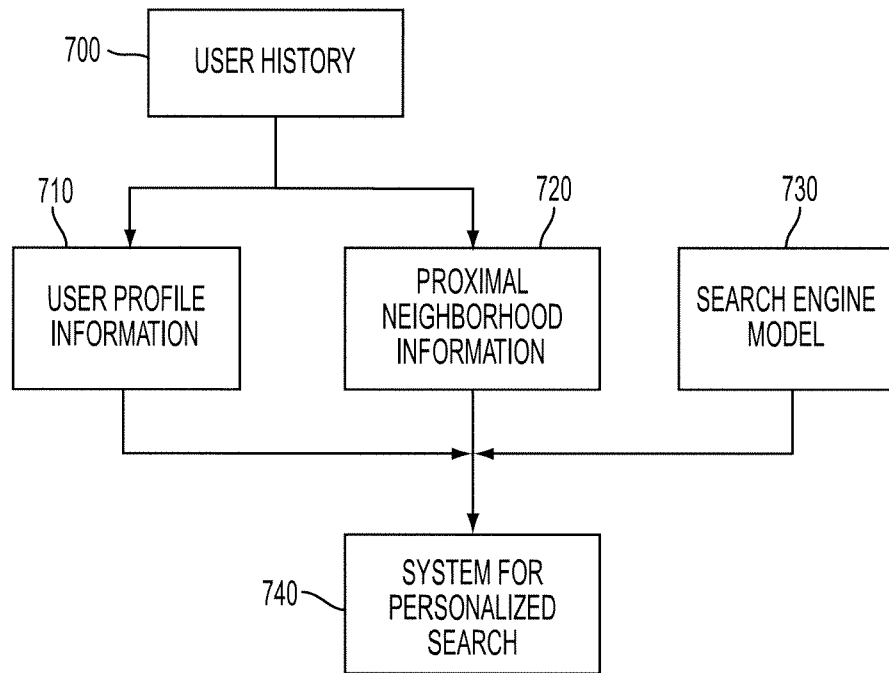 700
USER HISTORY
710
USER PROFILE
INFORMATION
720
PROXIMAL
NEIGHBORHOOD
INFORMATION
730
SEARCH ENGINE
MODEL
740
SYSTEM FOR
PERSONALIZED
SEARCH